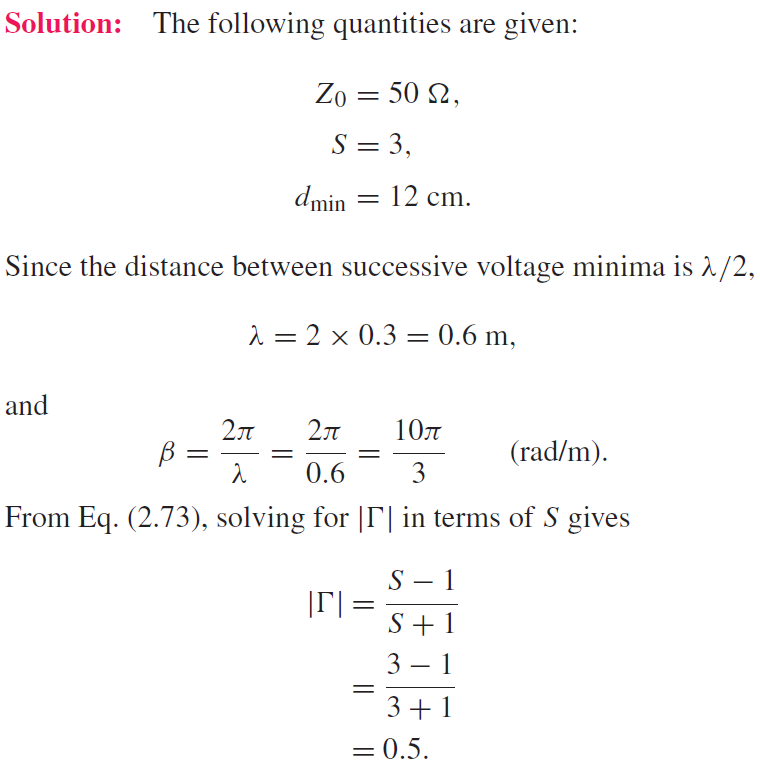 Solution: The following quantities are given:
Z₀ = 50 Ω,
S = 3,
d_min = 12 cm.
Since the distance between successive voltage minima is λ/2,
λ = 2 × 0.3 = 0.6 m,
and
β = 2π/λ = 2π/0.6 = 10π/3 (rad/m).
From Eq. (2.73), solving for |Γ| in terms of S gives
|Γ| = (S − 1)/(S + 1)
= (3 − 1)/(3 + 1)
= 0.5.